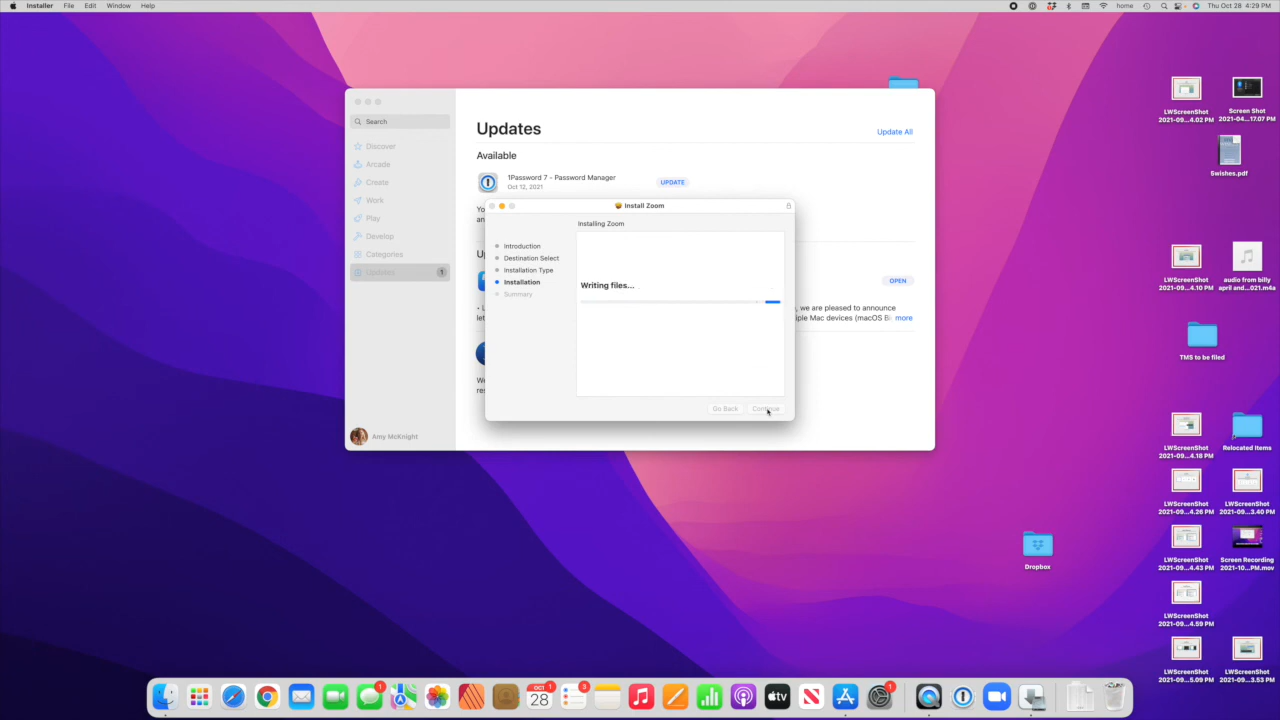 Installer File Edit Window Help
home Thu Oct 28 4:29 PM
Search
Discover
Arcade
Create
Work
Play
Develop
Categories
Updates 1
Amy McKnight
Updates
Update All
Available
1Password 7 - Password Manager
Oct 12, 2021
UPDATE
OPEN
, we are pleased to announce
iple Mac devices (macOS Bi more
Install Zoom
Installing Zoom
Introduction
Destination Select
Installation Type
Installation
Summary
Writing files...
Go Back Continue
LWScreenShot
2021-09...4.02 PM
Screen Shot
2021-04....17.07 PM
Swishes.pdf
LWScreenShot
2021-09...4.10 PM
audio from billy
april and...021.m4a
TMS to be filed
LWScreenShot
2021-09...4.18 PM
Relocated Items
LWScreenShot
2021-09...4.26 PM
LWScreenShot
2021-09...3.40 PM
Dropbox
LWScreenShot
2021-09...4.43 PM
Screen Recording
2021-10...PM.mov
LWScreenShot
2021-09...4.59 PM
LWScreenShot
2021-09...5.09 PM
LWScreenShot
2021-09...3.53 PM
1
OCT 1
28
3
tv
1